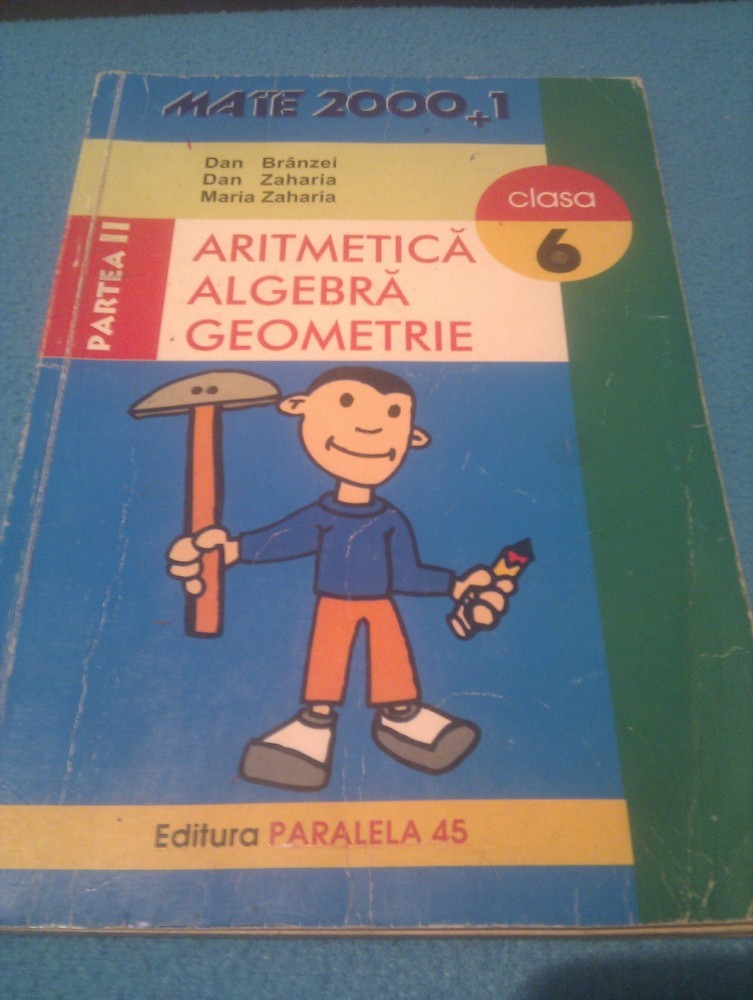 MATE 2000+1
Dan Brânzei
Dan Zaharia
Maria Zaharia
clasa
6
PARTEA II
ARITMETICĂ
ALGEBRĂ
GEOMETRIE
Editura PARALELA 45